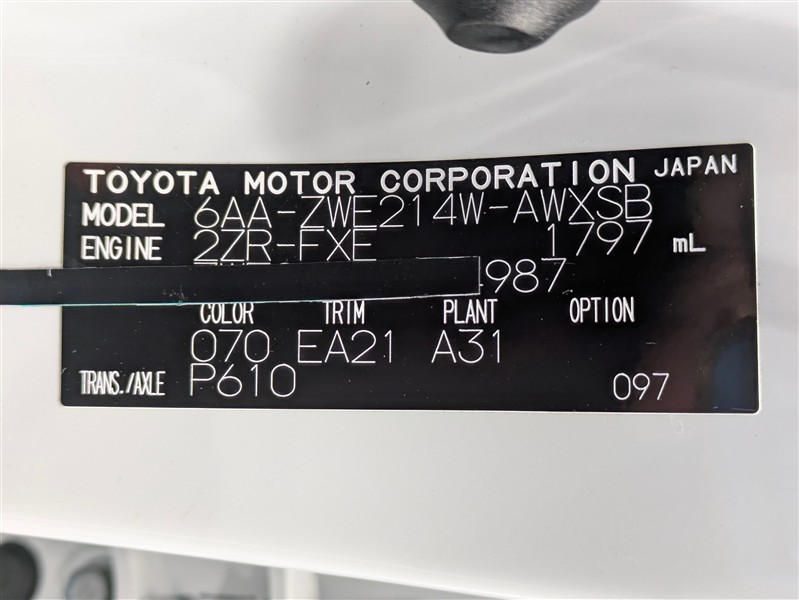 TOYOTA MOTOR CORPORATION JAPAN
MODEL 6AA-ZWE214W-AWXSB
ENGINE 2ZR-FXE 1797 mL
987
COLOR TRIM PLANT OPTION
070 EA21 A31
TRANS./AXLE P610 097